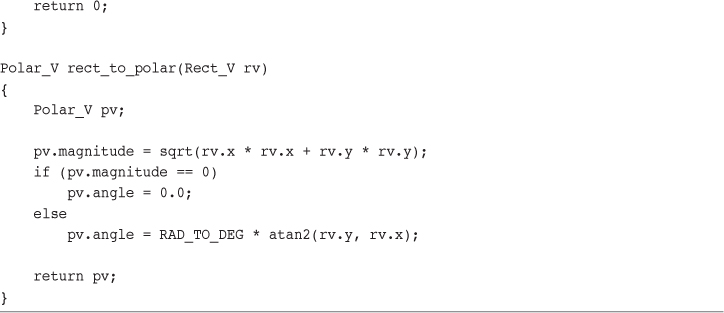 return 0;
}

Polar_V rect_to_polar(Rect_V rv)
{
    Polar_V pv;

    pv.magnitude = sqrt(rv.x * rv.x + rv.y * rv.y);
    if (pv.magnitude == 0)
        pv.angle = 0.0;
    else
        pv.angle = RAD_TO_DEG * atan2(rv.y, rv.x);

    return pv;
}